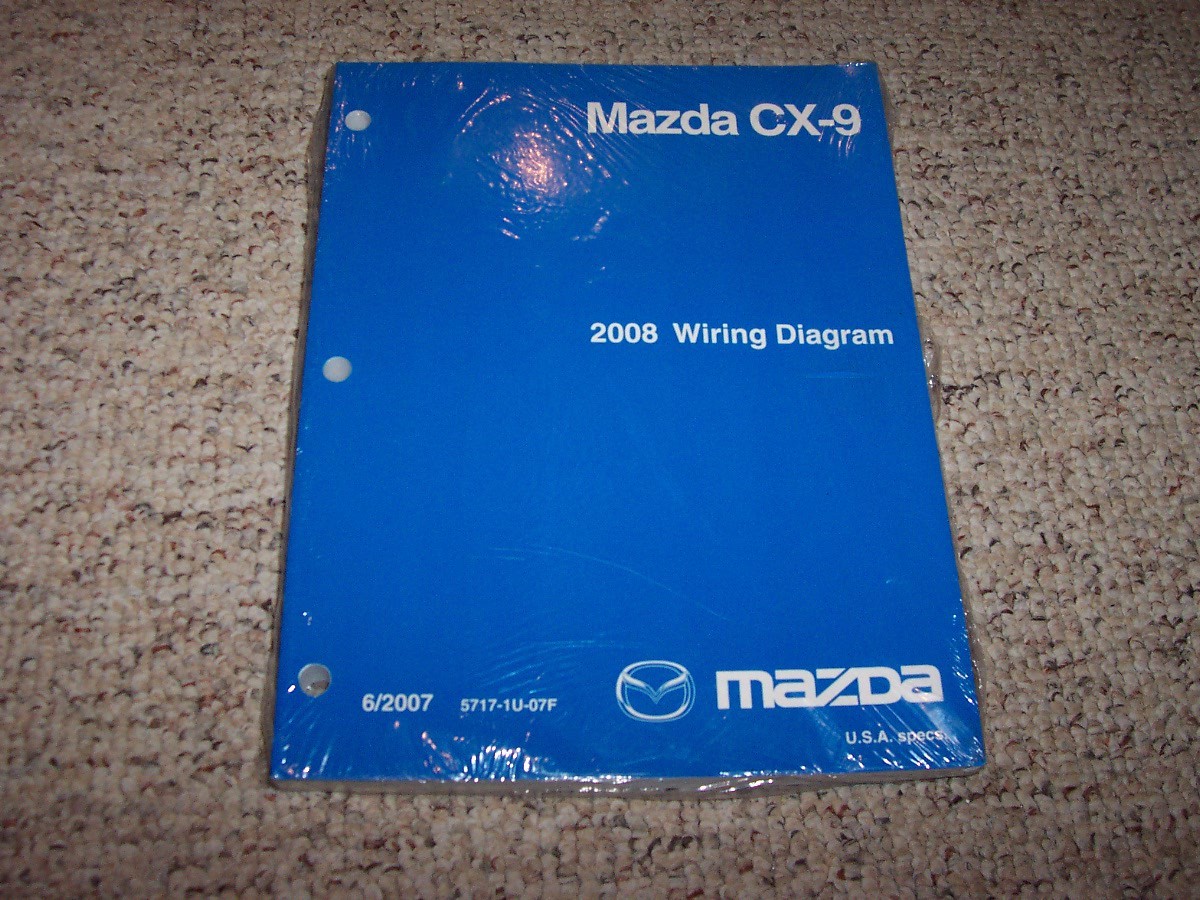 Mazda CX-9
2008 Wiring Diagram
6/2007 5717-1U-07F mazda
U.S.A. specs.